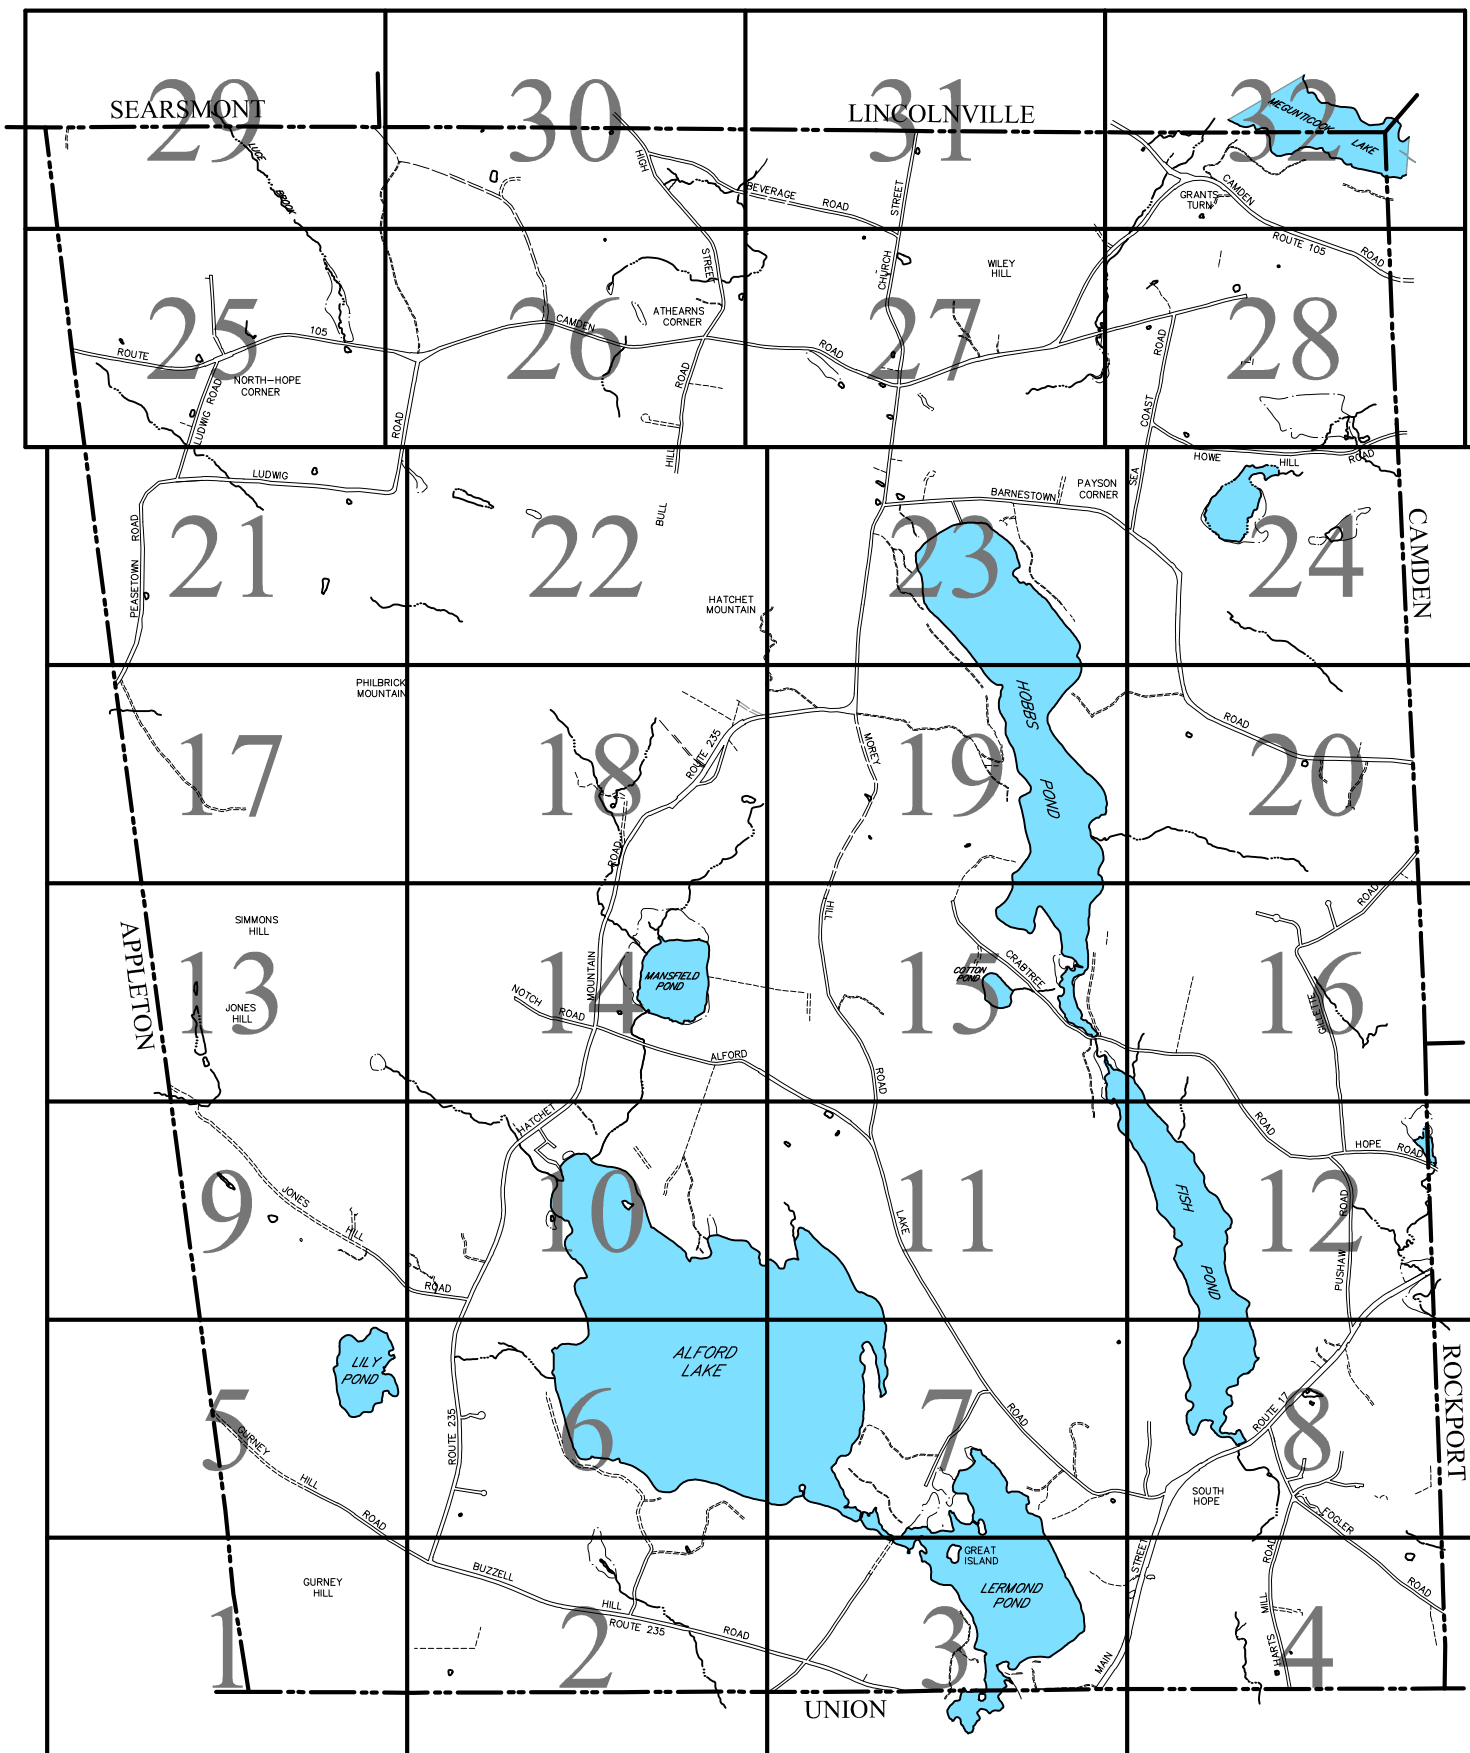 29
30
31
32
SEARSMONT
LINCOLNVILLE
MEGUNTICOOK
LAKE
LUCE
BROOK
HIGH
STREET
BEVERAGE
ROAD
STREET
CHURCH
GRANTS
TURN
CAMDEN
ROUTE 105
ROAD
WILEY
HILL
25
26
27
28
ATHEARNS
CORNER
CAMDEN
ROAD
ROUTE
105
NORTH-HOPE
CORNER
LUDWIG
ROAD
ROAD
ROAD
HILL
BULL
ROAD
COAST
SEA
HOWE
HILL
ROAD
LUDWIG
BARNESTOWN
PAYSON
CORNER
PEASETOWN
ROAD
21
22
23
24
CAMDEN
HATCHET
MOUNTAIN
PHILBRICK
MOUNTAIN
17
18
19
20
ROUTE 235
MOREY
HOBBS
POND
ROAD
ROAD
HILL
ROAD
SIMMONS
HILL
APPLETON
13
14
15
16
JONES
HILL
MANSFIELD
POND
NOTCH
ROAD
MOUNTAIN
ALFORD
COTTON
POND
CRABTREE
GILLETTE
ROAD
ROAD
HATCHET
ROAD
HOPE
ROAD
9
10
11
12
JONES
HILL
ROAD
LAKE
FISH
POND
ROAD
PUSHAW
LILY
POND
ALFORD
LAKE
ROCKPORT
5
6
7
8
GURNEY
HILL
ROAD
ROUTE 235
ROAD
ROUTE 17
SOUTH
HOPE
FOGLER
ROAD
GREAT
ISLAND
LERMOND
POND
GURNEY
HILL
BUZZELL
HILL
ROUTE 235
ROAD
STREET
MAIN
ROAD
MILL
HARTS
1
2
3
4
UNION